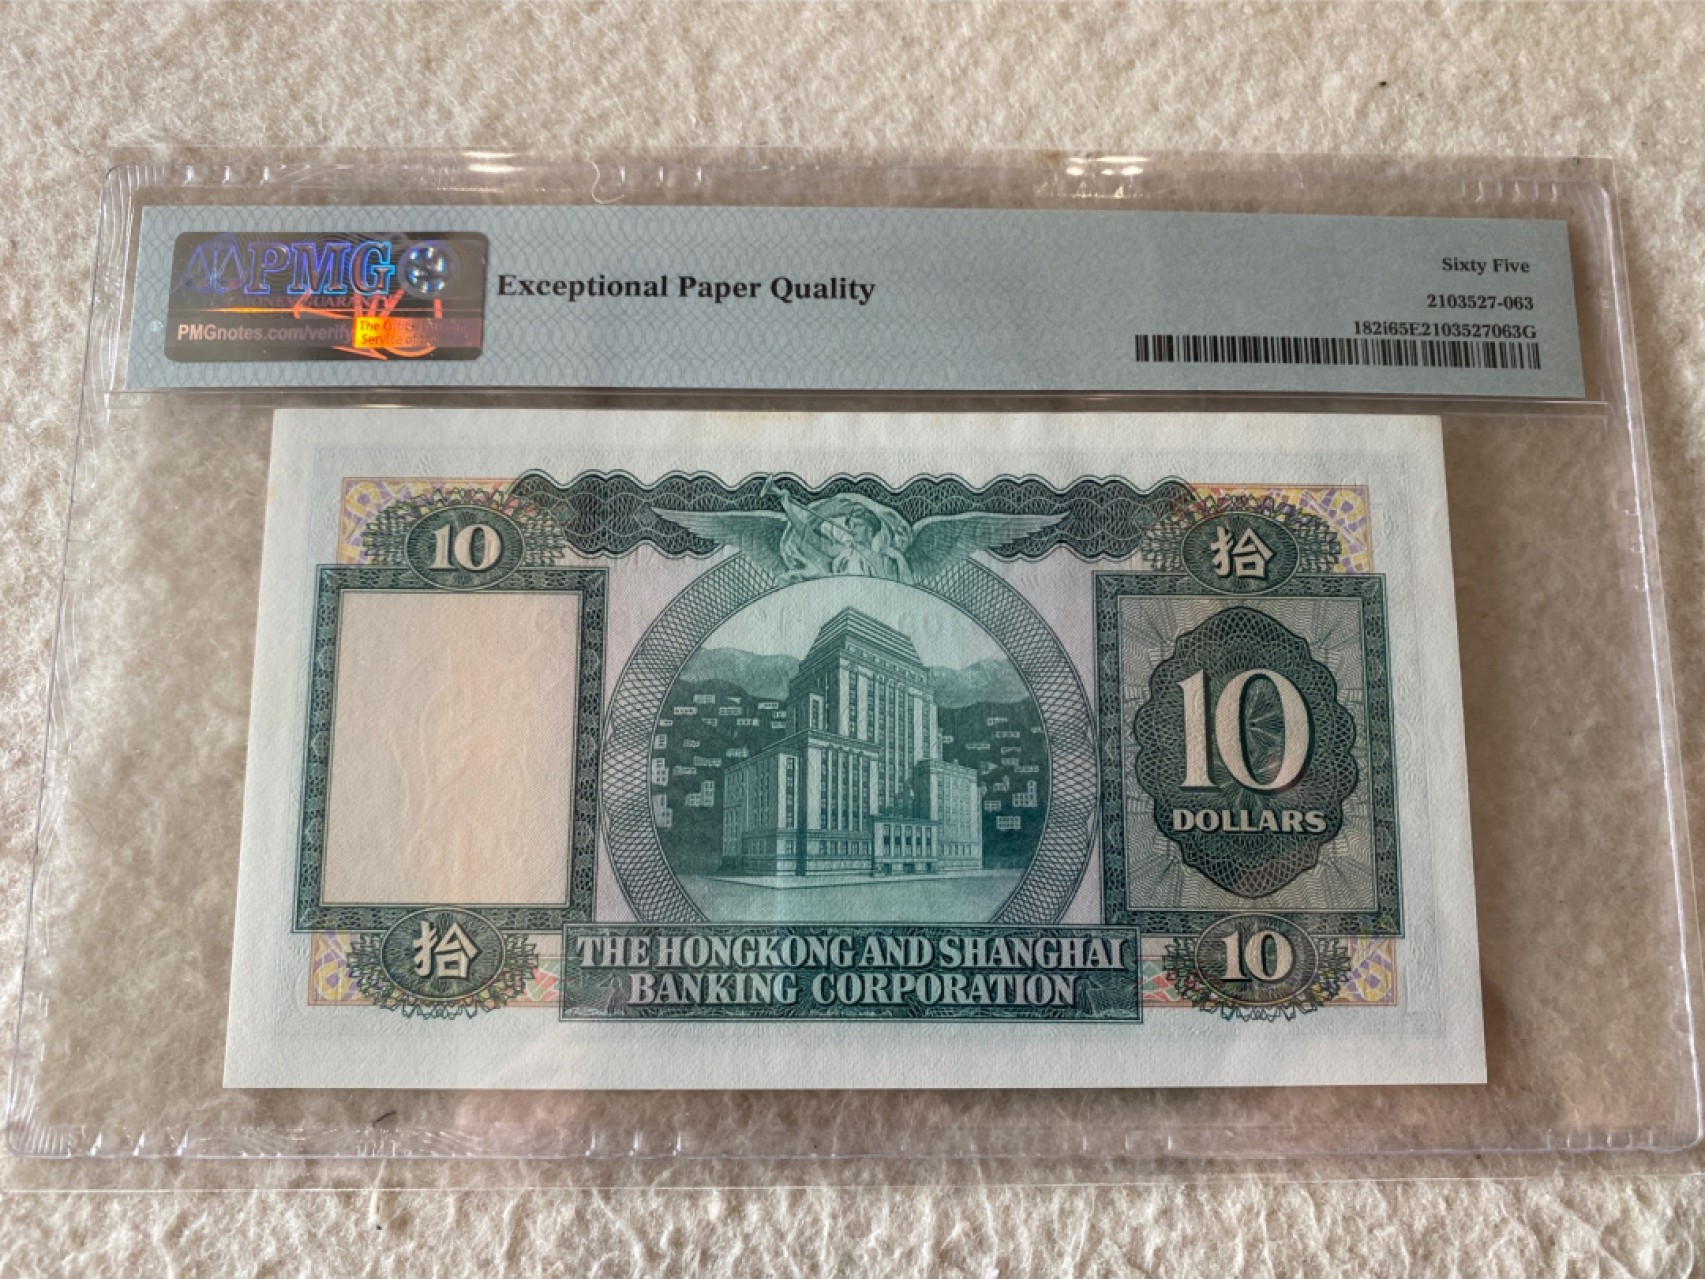 PMG
PMGnotes.com/verify
Exceptional Paper Quality
Sixty Five
2103527-063
182i65E2103527063G
10
拾
10
DOLLARS
拾
THE HONGKONG AND SHANGHAI
BANKING CORPORATION
10